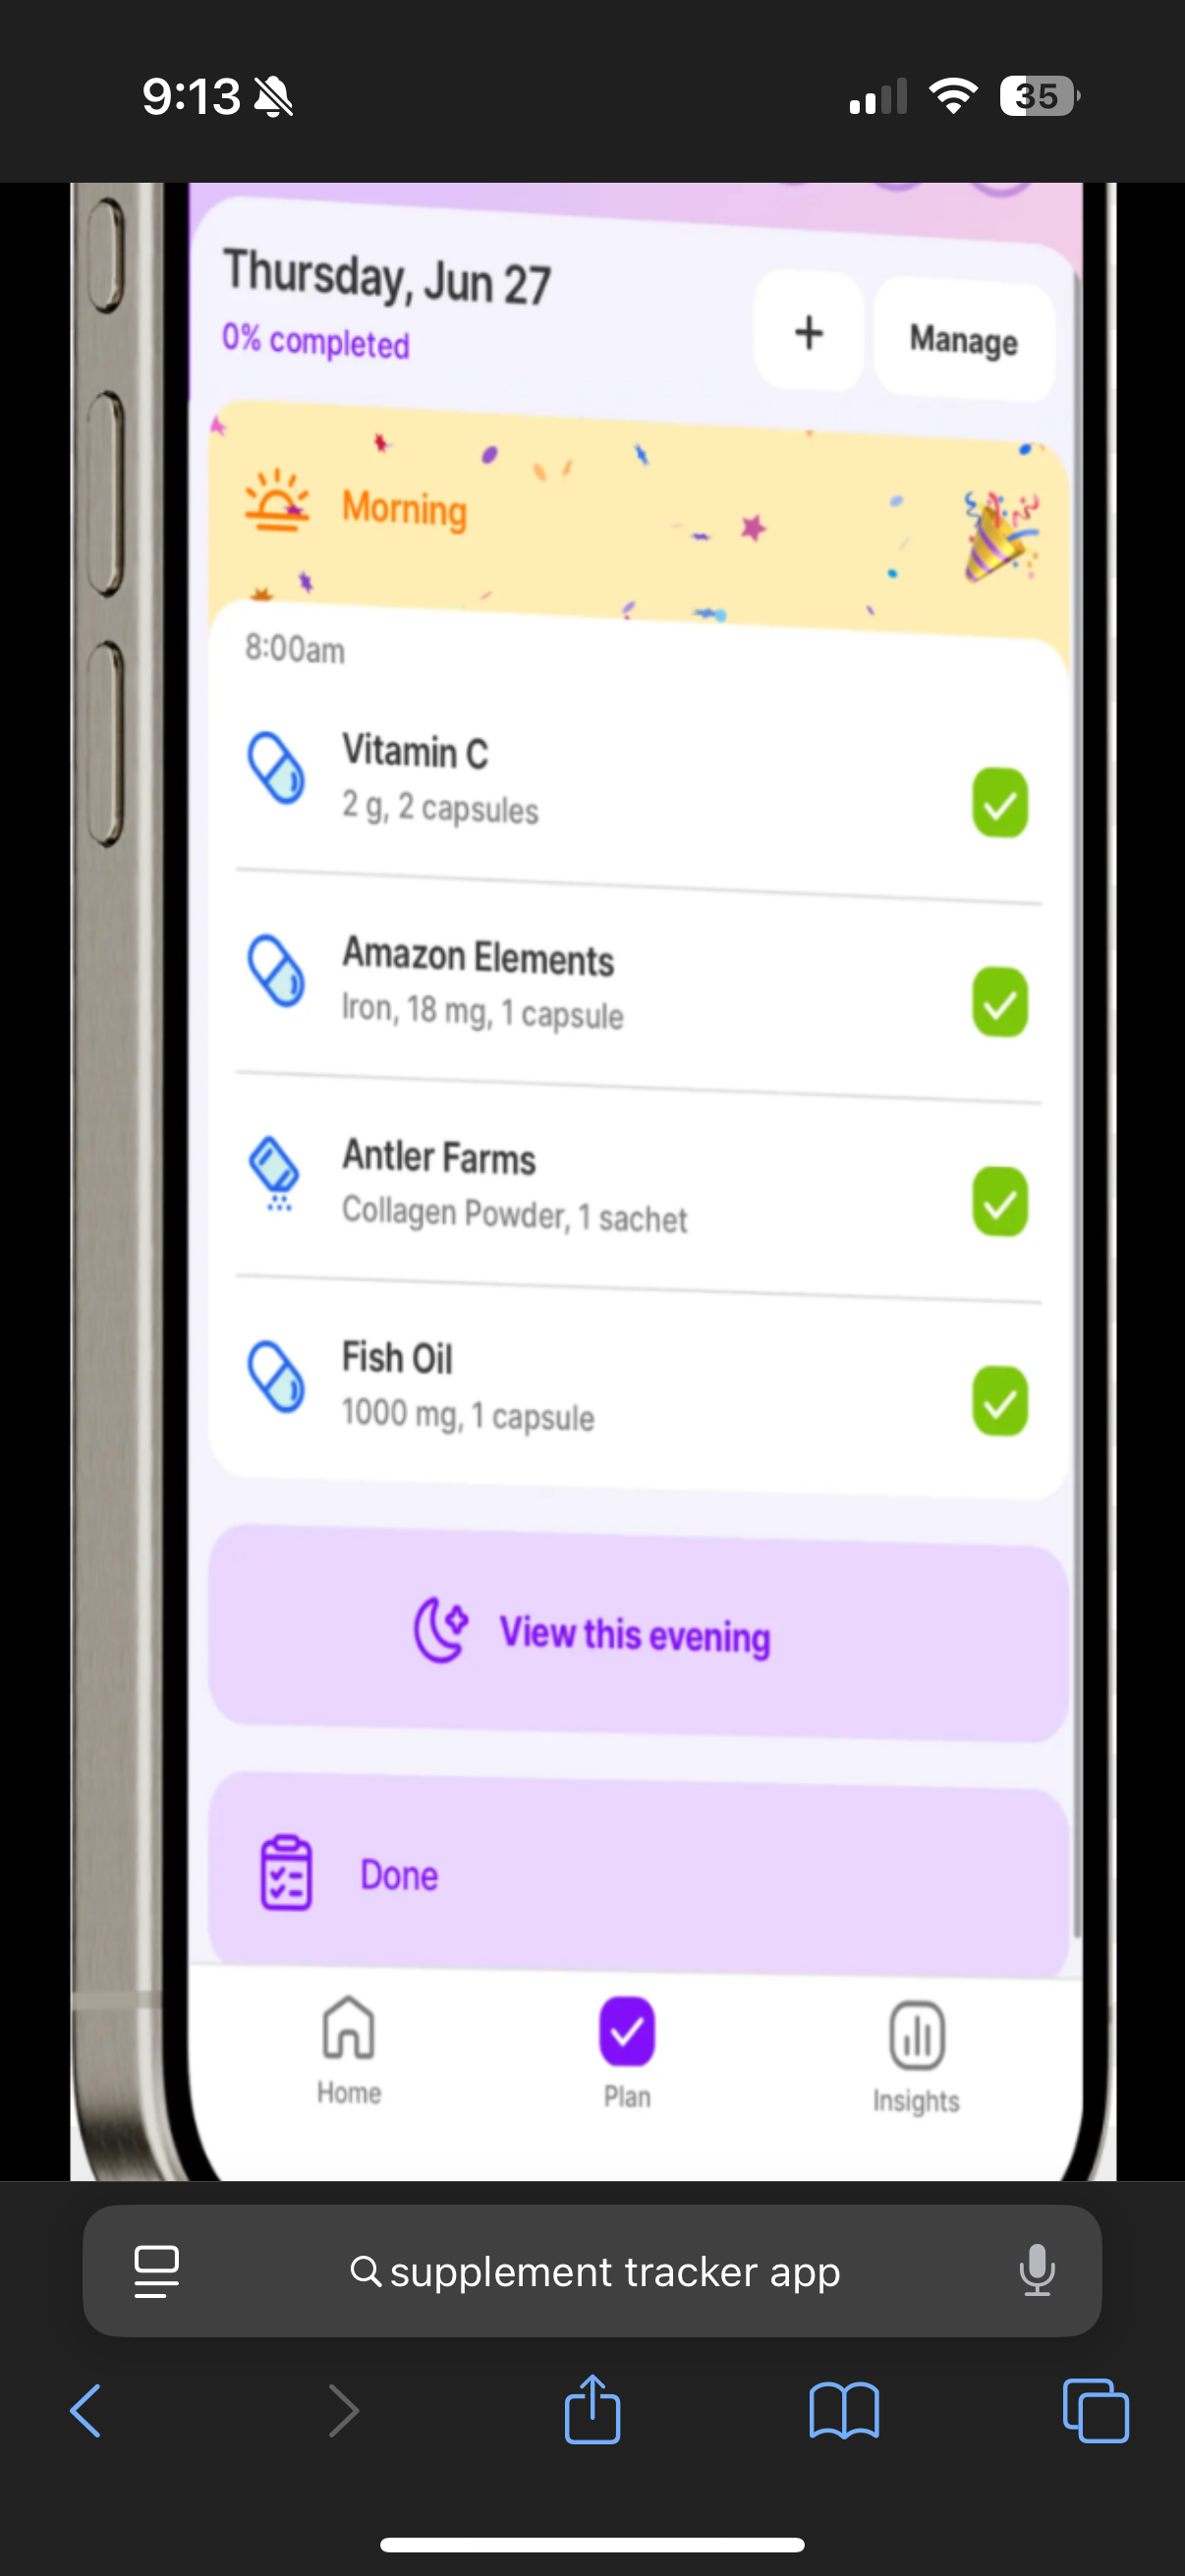 9:13
35
Thursday, Jun 27
0% completed
+
Manage
Morning
8:00am
Vitamin C
2 g, 2 capsules
Amazon Elements
Iron, 18 mg, 1 capsule
Antler Farms
Collagen Powder, 1 sachet
Fish Oil
1000 mg, 1 capsule
View this evening
Done
Home
Plan
Insights
supplement tracker app